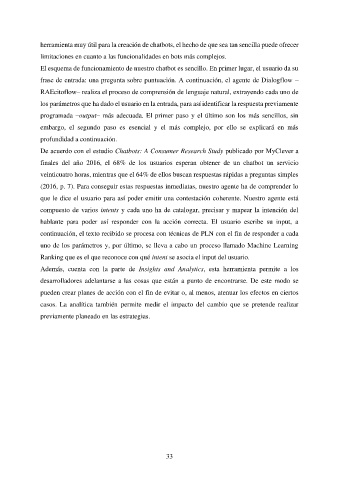 herramienta muy útil para la creación de chatbots, el hecho de que sea tan sencilla puede ofrecer
limitaciones en cuanto a las funcionalidades en bots más complejos.
El esquema de funcionamiento de nuestro chatbot es sencillo. En primer lugar, el usuario da su
frase de entrada: una pregunta sobre puntuación. A continuación, el agente de Dialogflow –
RAEcitoflow– realiza el proceso de comprensión de lenguaje natural, extrayendo cada uno de
los parámetros que ha dado el usuario en la entrada, para así identificar la respuesta previamente
programada –output– más adecuada. El primer paso y el último son los más sencillos, sin
embargo, el segundo paso es esencial y el más complejo, por ello se explicará en más
profundidad a continuación.
De acuerdo con el estudio Chatbots: A Consumer Research Study publicado por MyClever a
finales del año 2016, el 68% de los usuarios esperan obtener de un chatbot un servicio
veinticuatro horas, mientras que el 64% de ellos buscan respuestas rápidas a preguntas simples
(2016, p. 7). Para conseguir estas respuestas inmediatas, nuestro agente ha de comprender lo
que le dice el usuario para así poder emitir una contestación coherente. Nuestro agente está
compuesto de varios intents y cada uno ha de catalogar, precisar y mapear la intención del
hablante para poder así responder con la acción correcta. El usuario escribe su input, a
continuación, el texto recibido se procesa con técnicas de PLN con el fin de responder a cada
uno de los parámetros y, por último, se lleva a cabo un proceso llamado Machine Learning
Ranking que es el que reconoce con qué intent se asocia el input del usuario.
Además, cuenta con la parte de Insights and Analytics, esta herramienta permite a los
desarrolladores adelantarse a las cosas que están a punto de encontrarse. De este modo se
pueden crear planes de acción con el fin de evitar o, al menos, atenuar los efectos en ciertos
casos. La analítica también permite medir el impacto del cambio que se pretende realizar
previamente planeado en las estrategias.
33